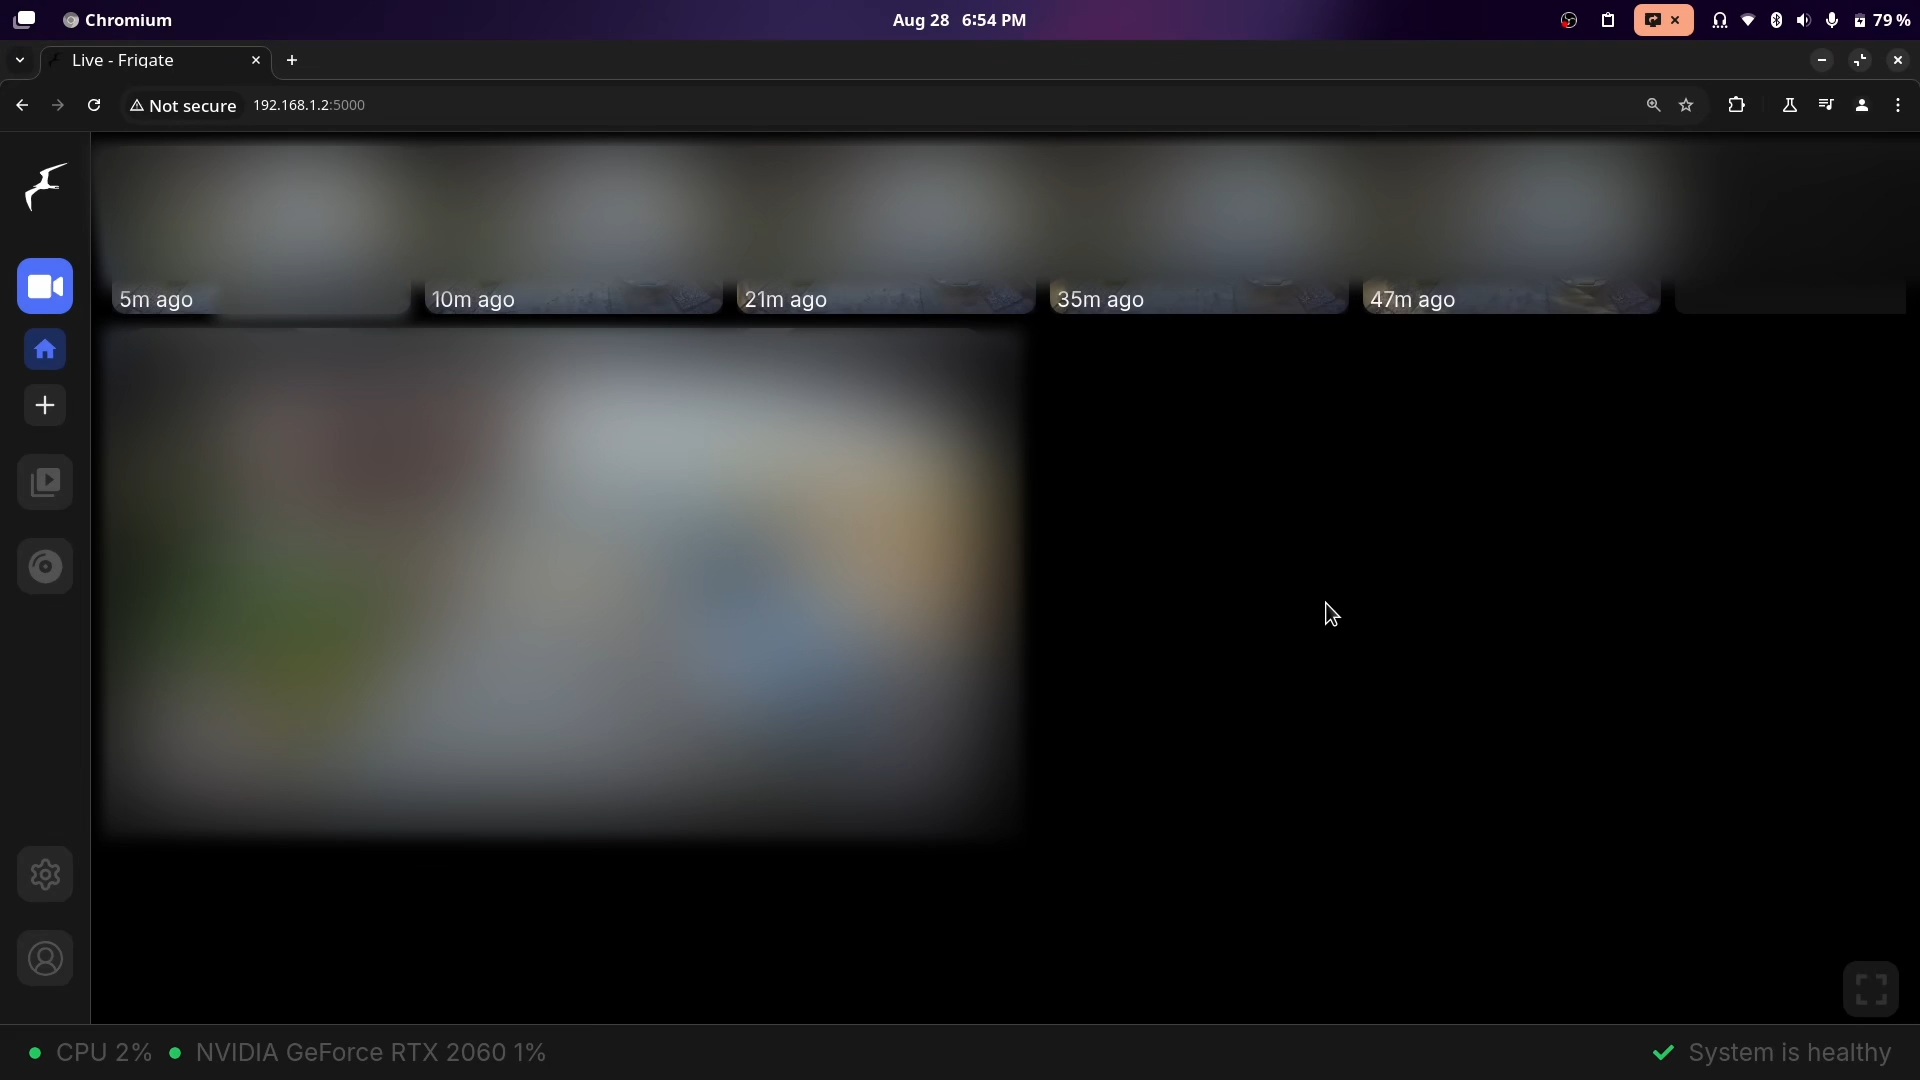 Chromium
Aug 28 6:54 PM
79 %
Live - Frigate
Not secure 192.168.1.2:5000
5m ago
10m ago
21m ago
35m ago
47m ago
CPU 2%
NVIDIA GeForce RTX 2060 1%
System is healthy